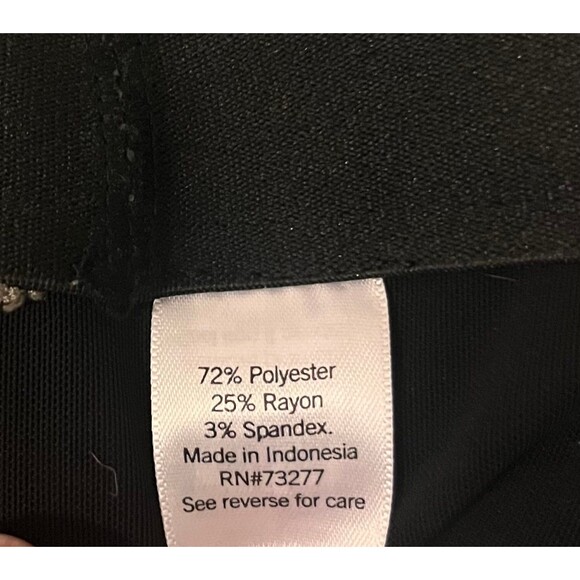 72% Polyester
25% Rayon
3% Spandex.
Made in Indonesia
RN#73277
See reverse for care